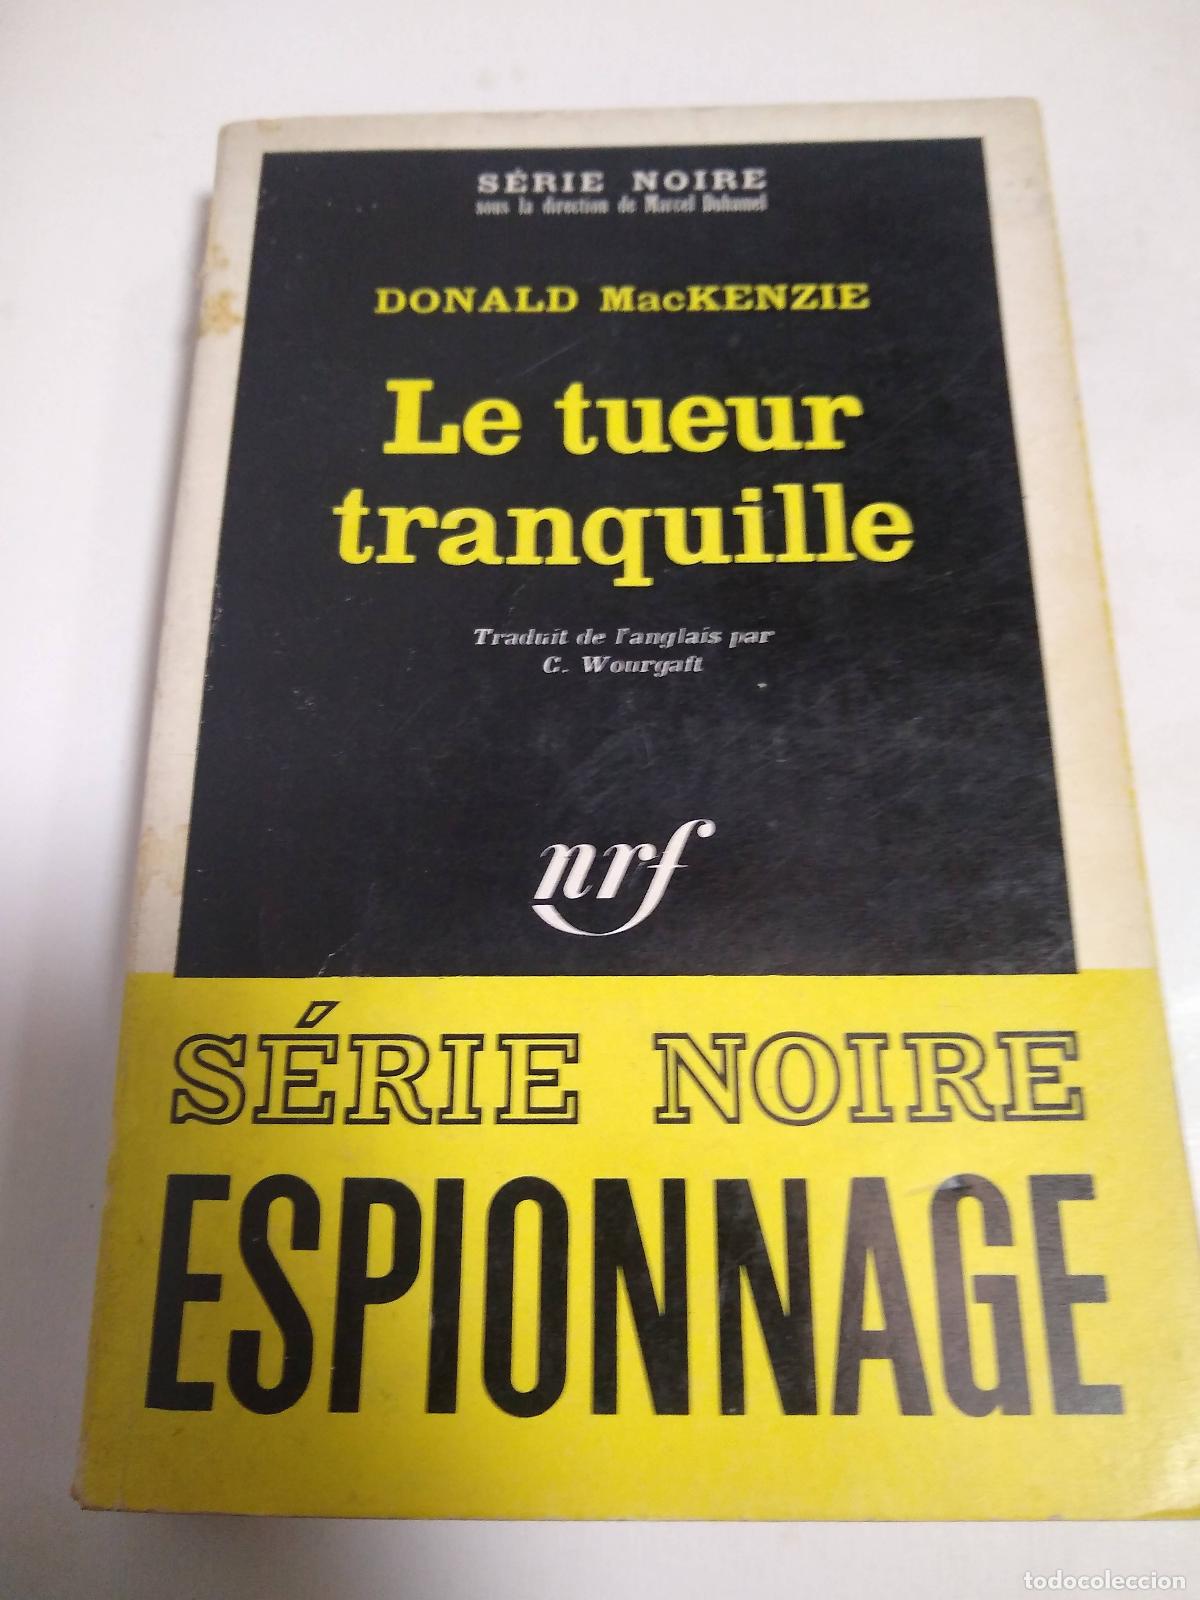 SÉRIE NOIRE
sous la direction de Marcel Duhamel
DONALD MacKENZIE
Le tueur
tranquille
Traduit de l'anglais par
C. Wourgaft
nrf
SÉRIE NOIRE
ESPIONNAGE
todocoleccion